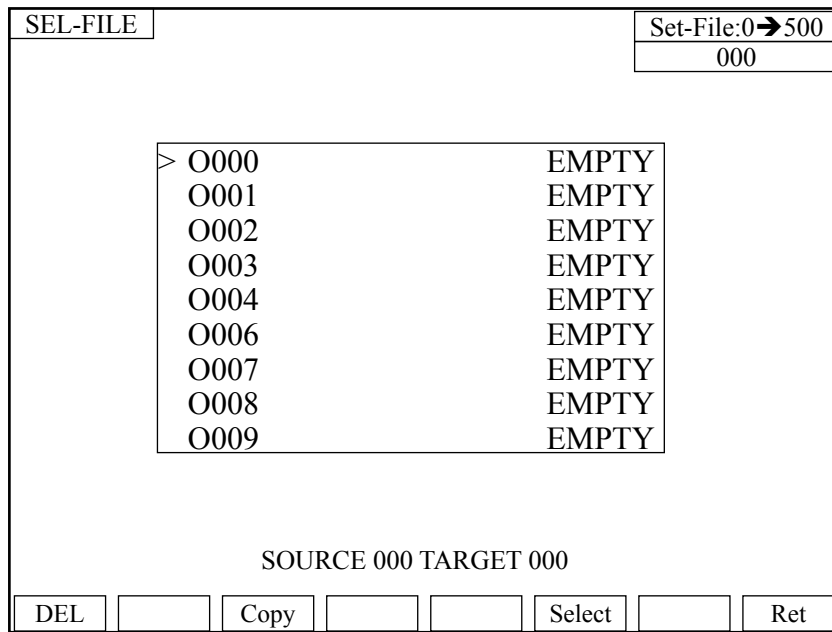 SEL-FILE
Set-File:0➔500
000
> O000 EMPTY
O001 EMPTY
O002 EMPTY
O003 EMPTY
O004 EMPTY
O006 EMPTY
O007 EMPTY
O008 EMPTY
O009 EMPTY
SOURCE 000 TARGET 000
DEL Copy Select Ret